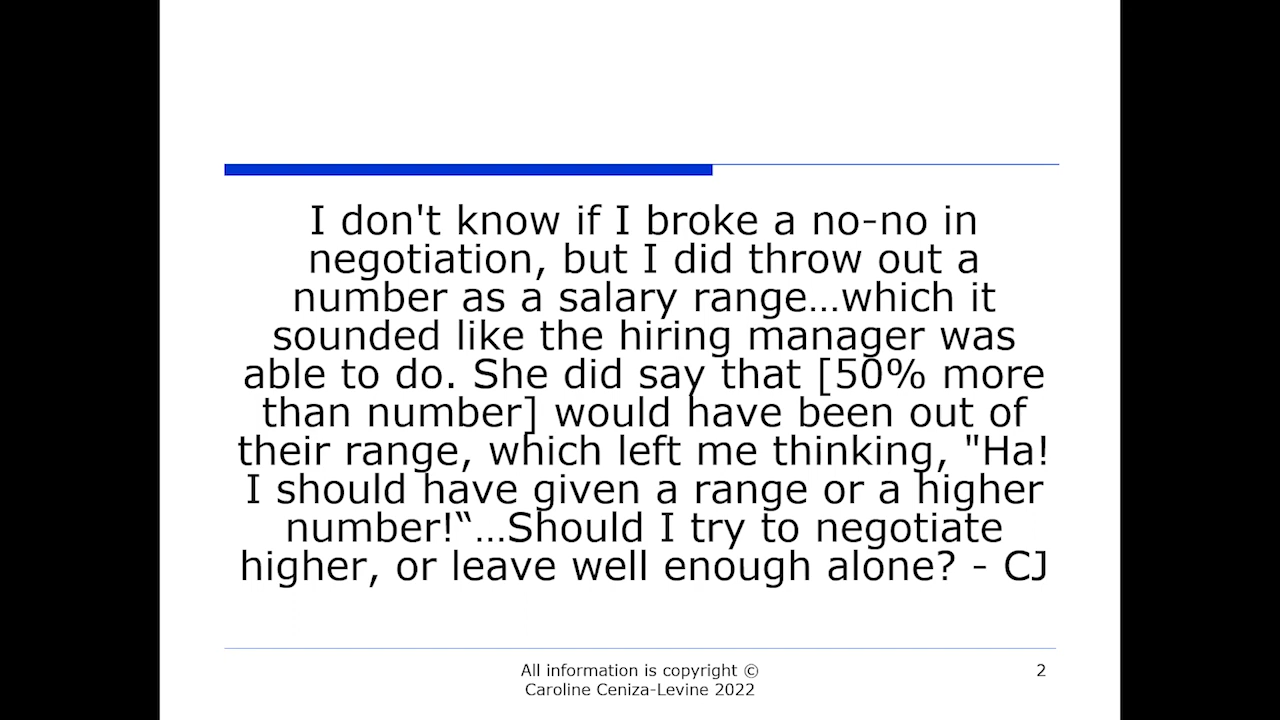 I don't know if I broke a no-no in
negotiation, but I did throw out a
number as a salary range…which it
sounded like the hiring manager was
able to do. She did say that [50% more
than number] would have been out of
their range, which left me thinking, "Ha!
I should have given a range or a higher
number!“…Should I try to negotiate
higher, or leave well enough alone? - CJ
All information is copyright ©
Caroline Ceniza-Levine 2022
2